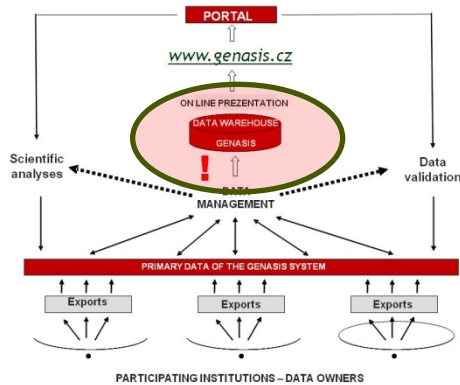 PORTAL
www.genasis.cz
ON LINE PREZENTATION
DATA WAREHOUSE
GENASIS
!
Scientific
analyses
Data
validation
DATA
MANAGEMENT
PRIMARY DATA OF THE GENASIS SYSTEM
Exports
Exports
Exports
PARTICIPATING INSTITUTIONS – DATA OWNERS